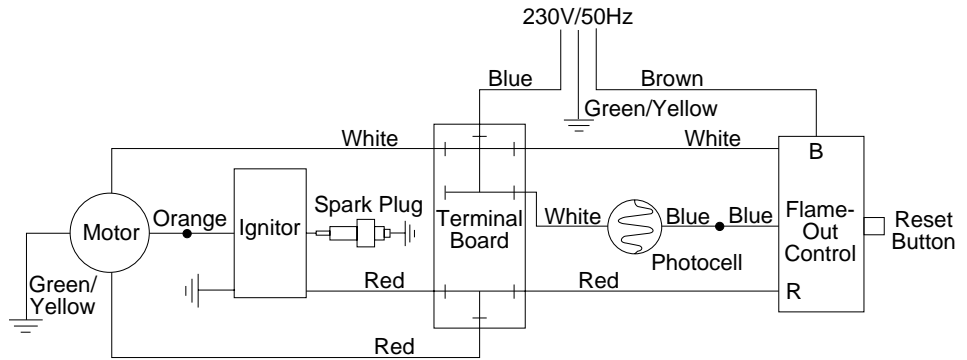 230V/50Hz
Blue
Brown
Green/Yellow
White
White
B
Orange
Ignitor
Spark Plug
Motor
Terminal
Board
White
Blue
Blue
Flame-
Out
Control
Reset
Button
Photocell
Green/
Yellow
Red
Red
R
Red